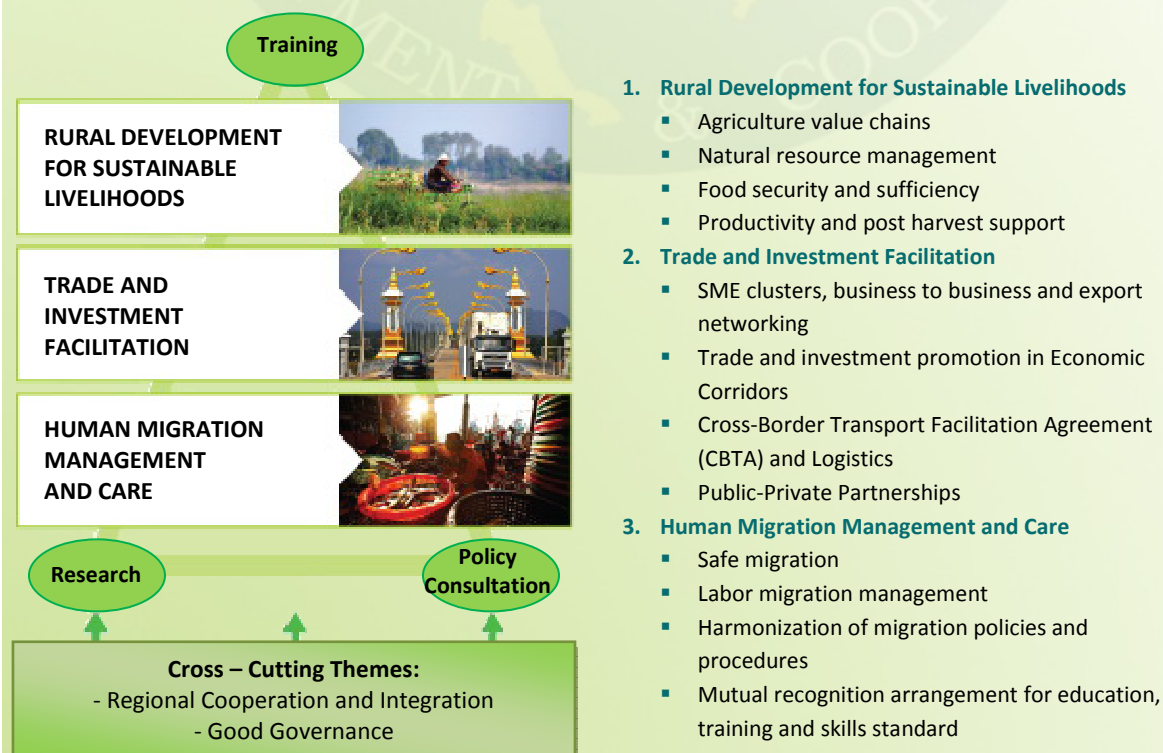 Training
RURAL DEVELOPMENT
FOR SUSTAINABLE
LIVELIHOODS
TRADE AND
INVESTMENT
FACILITATION
HUMAN MIGRATION
MANAGEMENT
AND CARE
Research
Policy
Consultation
Cross – Cutting Themes:
- Regional Cooperation and Integration
- Good Governance
MENT & COOP
1. Rural Development for Sustainable Livelihoods
▪ Agriculture value chains
▪ Natural resource management
▪ Food security and sufficiency
▪ Productivity and post harvest support
2. Trade and Investment Facilitation
▪ SME clusters, business to business and export
networking
▪ Trade and investment promotion in Economic
Corridors
▪ Cross-Border Transport Facilitation Agreement
(CBTA) and Logistics
▪ Public-Private Partnerships
3. Human Migration Management and Care
▪ Safe migration
▪ Labor migration management
▪ Harmonization of migration policies and
procedures
▪ Mutual recognition arrangement for education,
training and skills standard